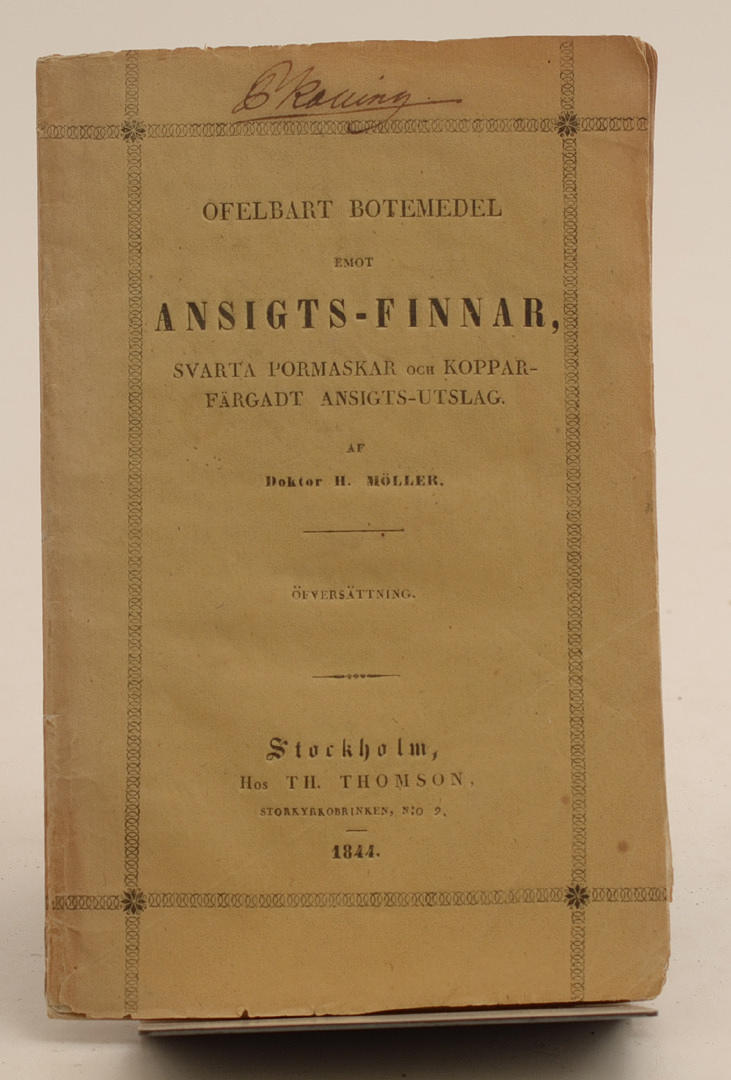 OFELBART BOTEMEDEL
EMOT
ANSIGTS-FINNAR,
SVARTA PORMASKAR OCH KOPPAR-
FÄRGADT ANSIGTS-UTSLAG.
AF
Doktor H. MÖLLER.
ÖFVERSÄTTNING.
Stockholm,
Hos TH. THOMSON,
STORKYRKOBRINKEN, N:o 9.
1844.